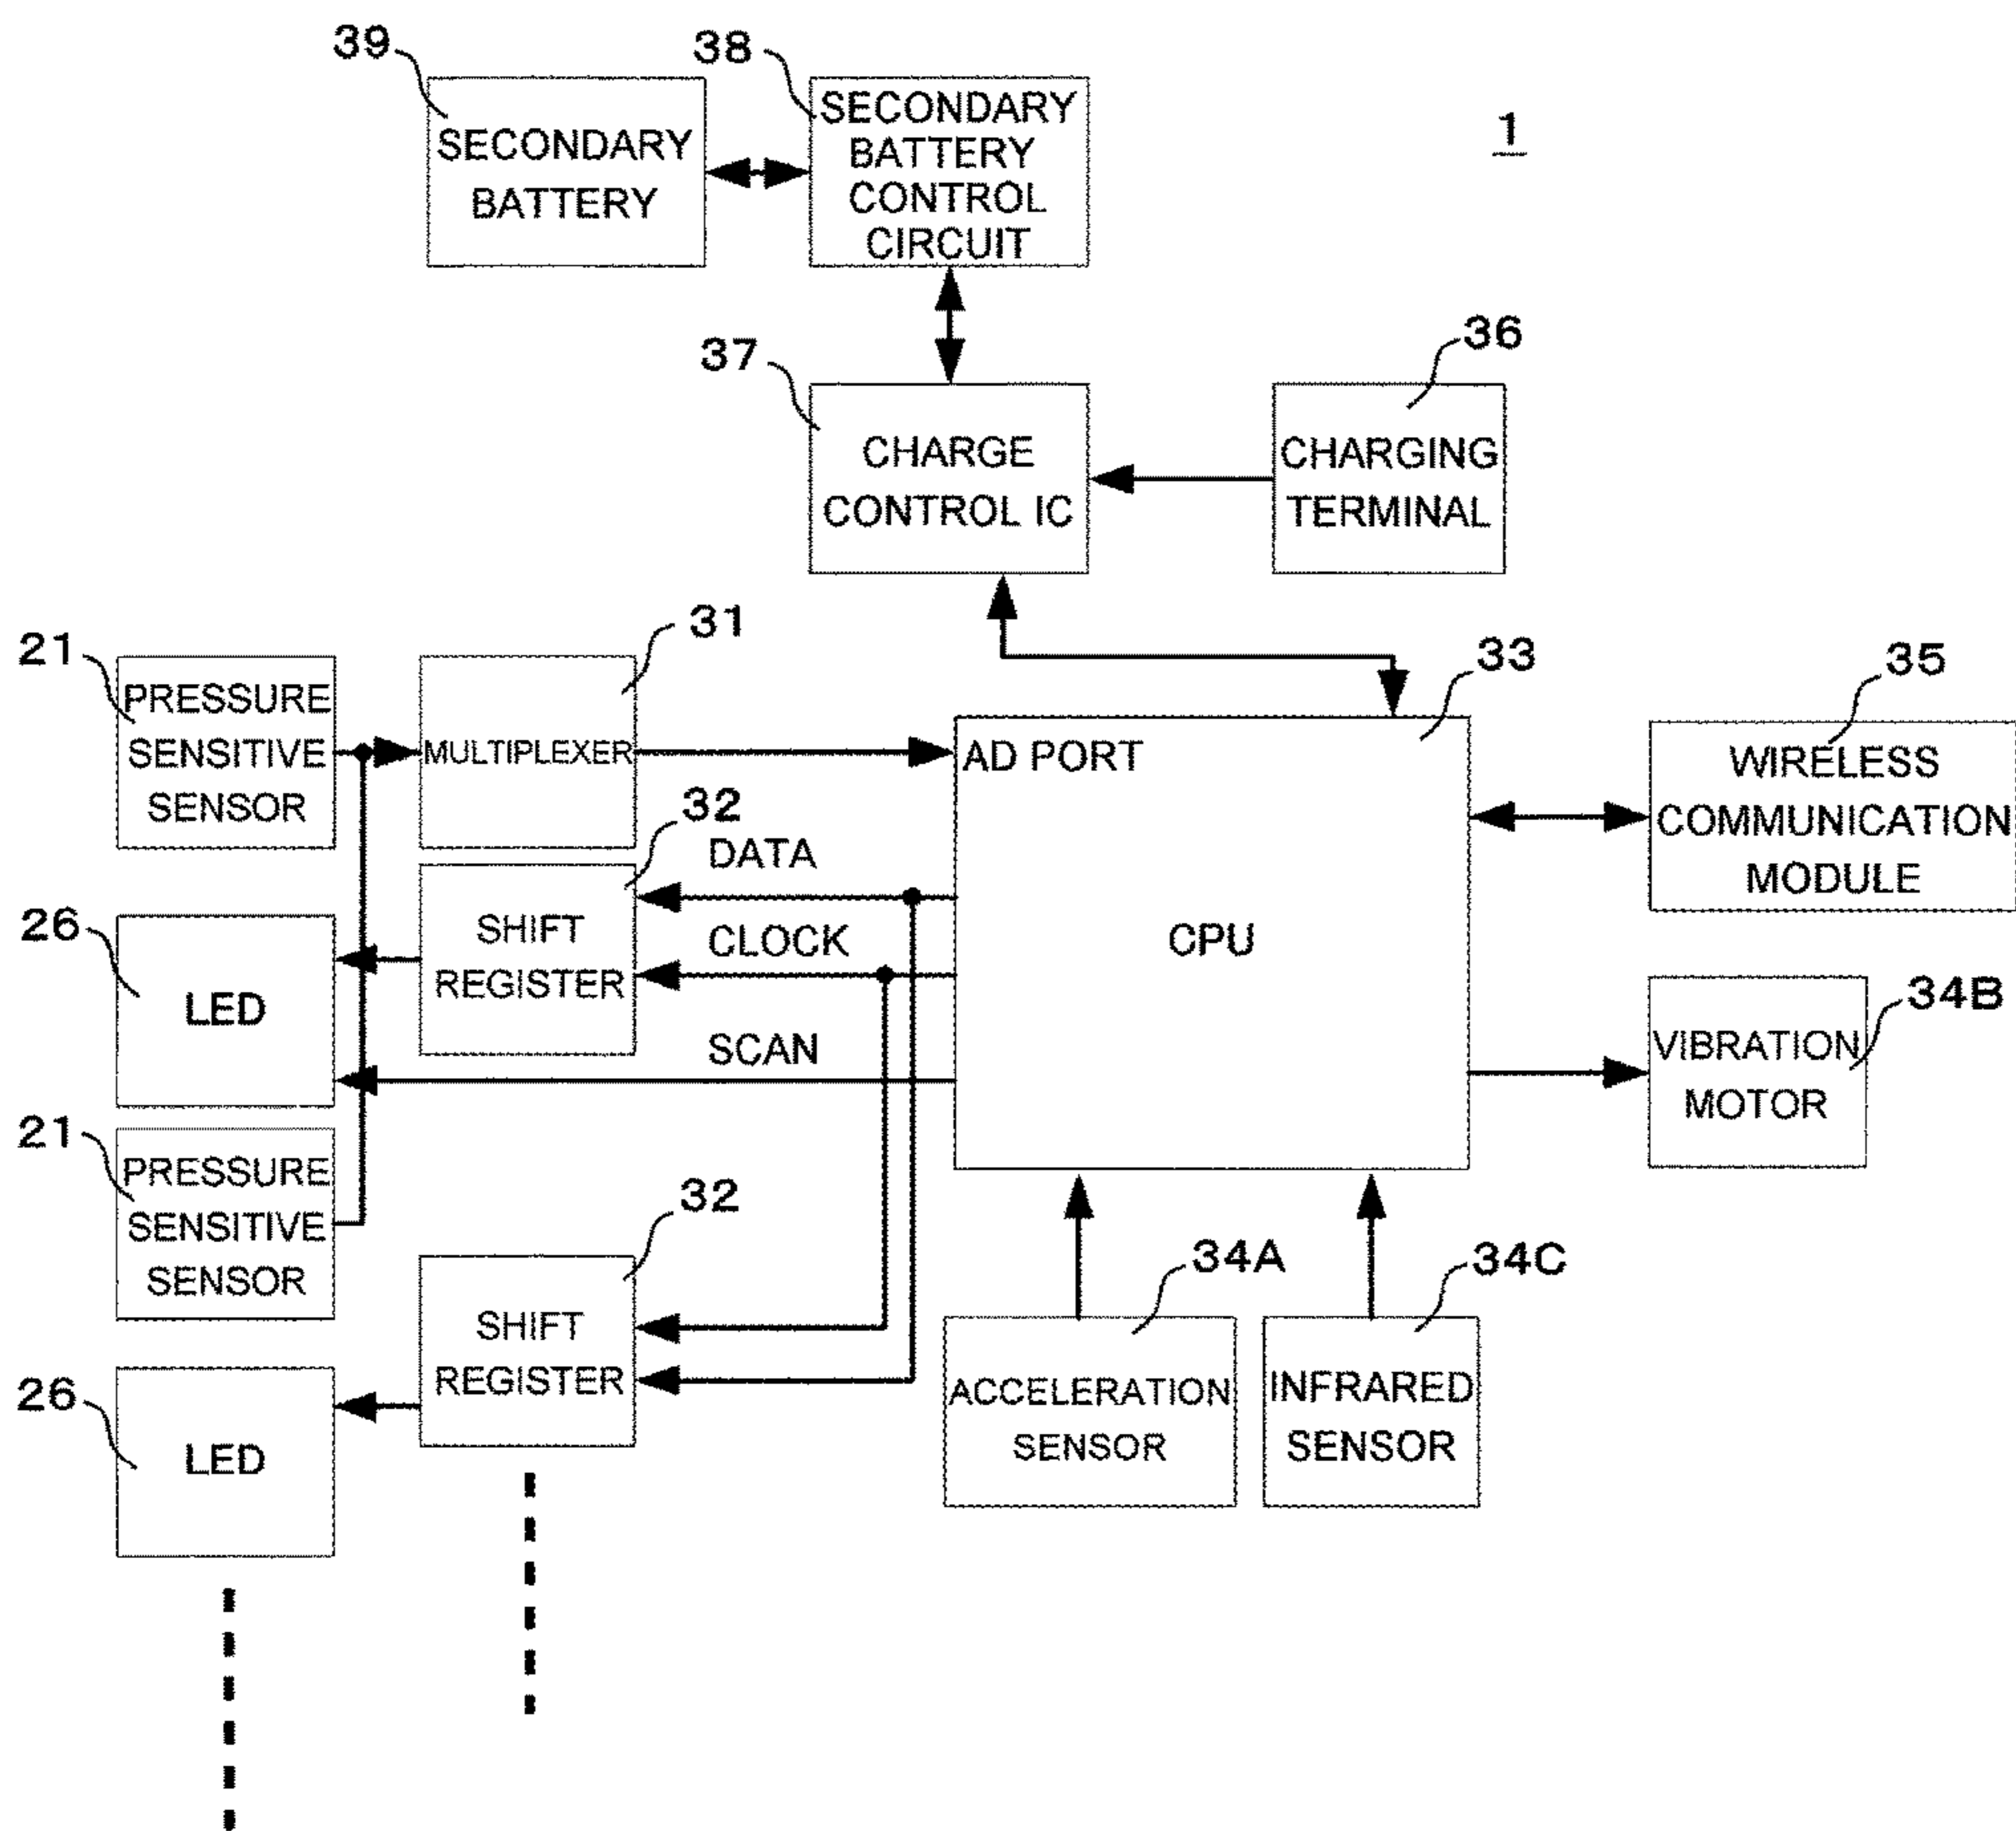 39
SECONDARY
BATTERY
38
SECONDARY
BATTERY
CONTROL
CIRCUIT
1
37
CHARGE
CONTROL IC
36
CHARGING
TERMINAL
21
PRESSURE
SENSITIVE
SENSOR
31
MULTIPLEXER
33
AD PORT
CPU
35
WIRELESS
COMMUNICATION
MODULE
32
DATA
SHIFT
REGISTER
CLOCK
SCAN
26
LED
34B
VIBRATION
MOTOR
21
PRESSURE
SENSITIVE
SENSOR
32
SHIFT
REGISTER
34A
ACCELERATION
SENSOR
34C
INFRARED
SENSOR
26
LED